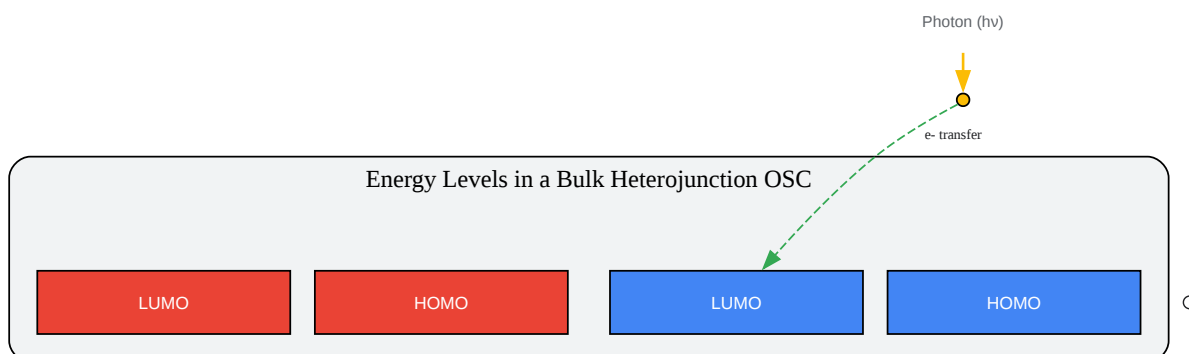 Photon (hν)
e- transfer
Energy Levels in a Bulk Heterojunction OSC
LUMO
HOMO
LUMO
HOMO